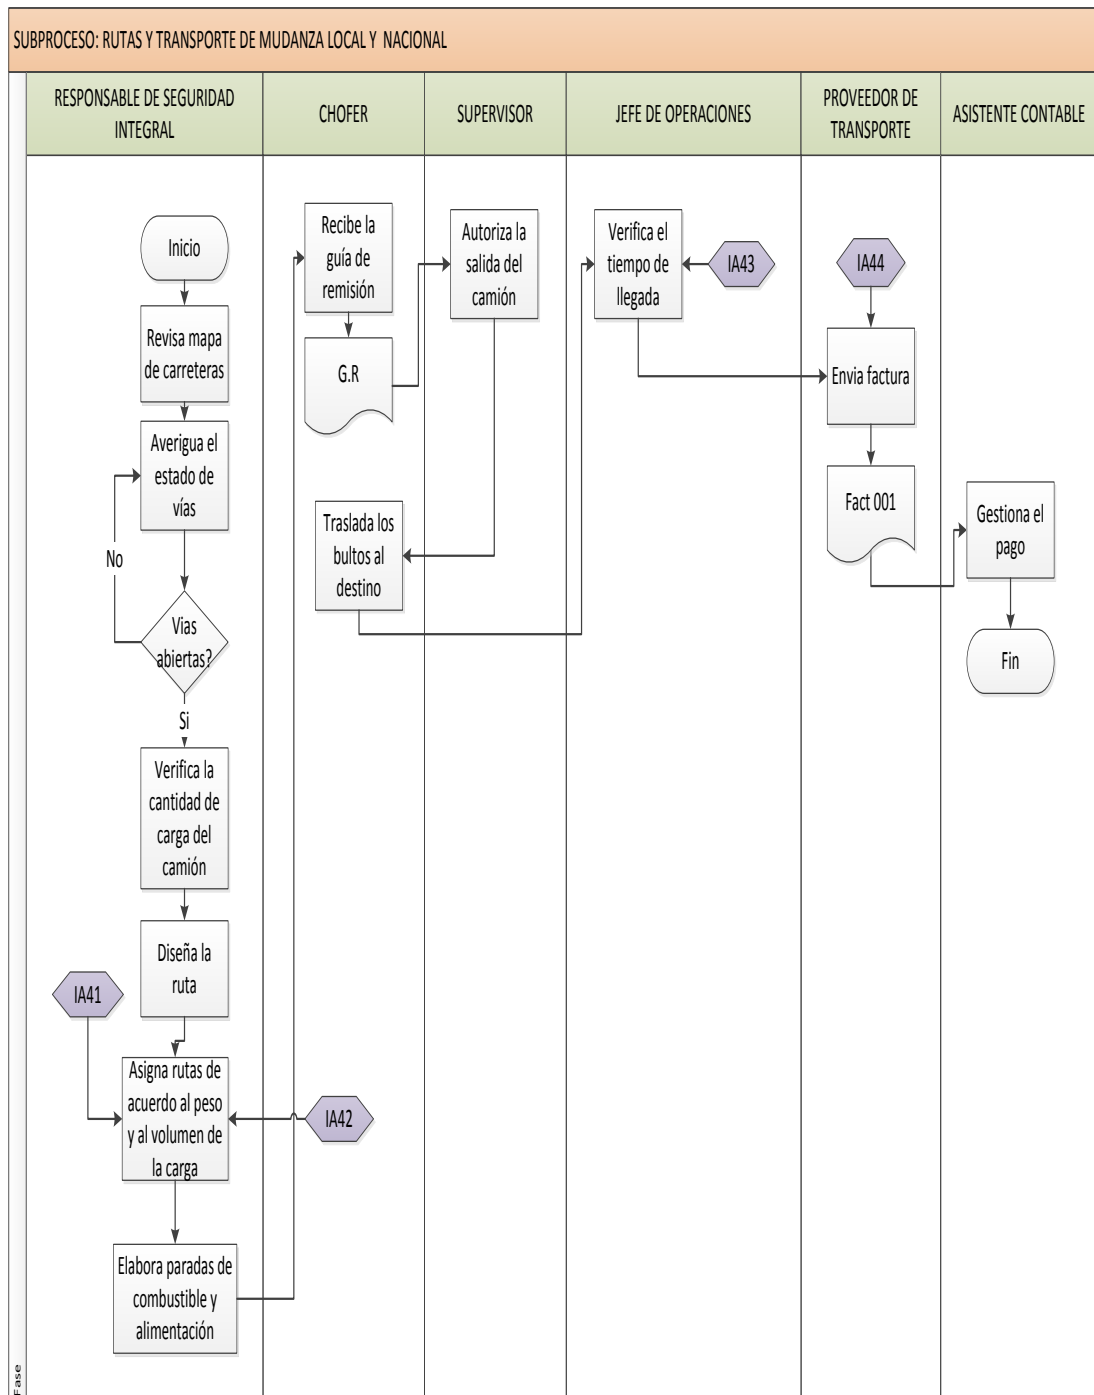 SUBPROCESO: RUTAS Y TRANSPORTE DE MUDANZA LOCAL Y NACIONAL
RESPONSABLE DE SEGURIDAD
INTEGRAL
CHOFER
SUPERVISOR
JEFE DE OPERACIONES
PROVEEDOR DE
TRANSPORTE
ASISTENTE CONTABLE
Inicio
Revisa mapa
de carreteras
Averigua el
estado de
vías
No
Vias
abiertas?
Si
Verifica la
cantidad de
carga del
camión
Diseña la
ruta
IA41
Asigna rutas de
acuerdo al peso
y al volumen de
la carga
IA42
Elabora paradas de
combustible y
alimentación
Recibe la
guía de
remisión
G.R
Traslada los
bultos al
destino
Autoriza la
salida del
camión
Verifica el
tiempo de
llegada
IA43
IA44
Envia factura
Fact 001
Gestiona el
pago
Fin
Fase